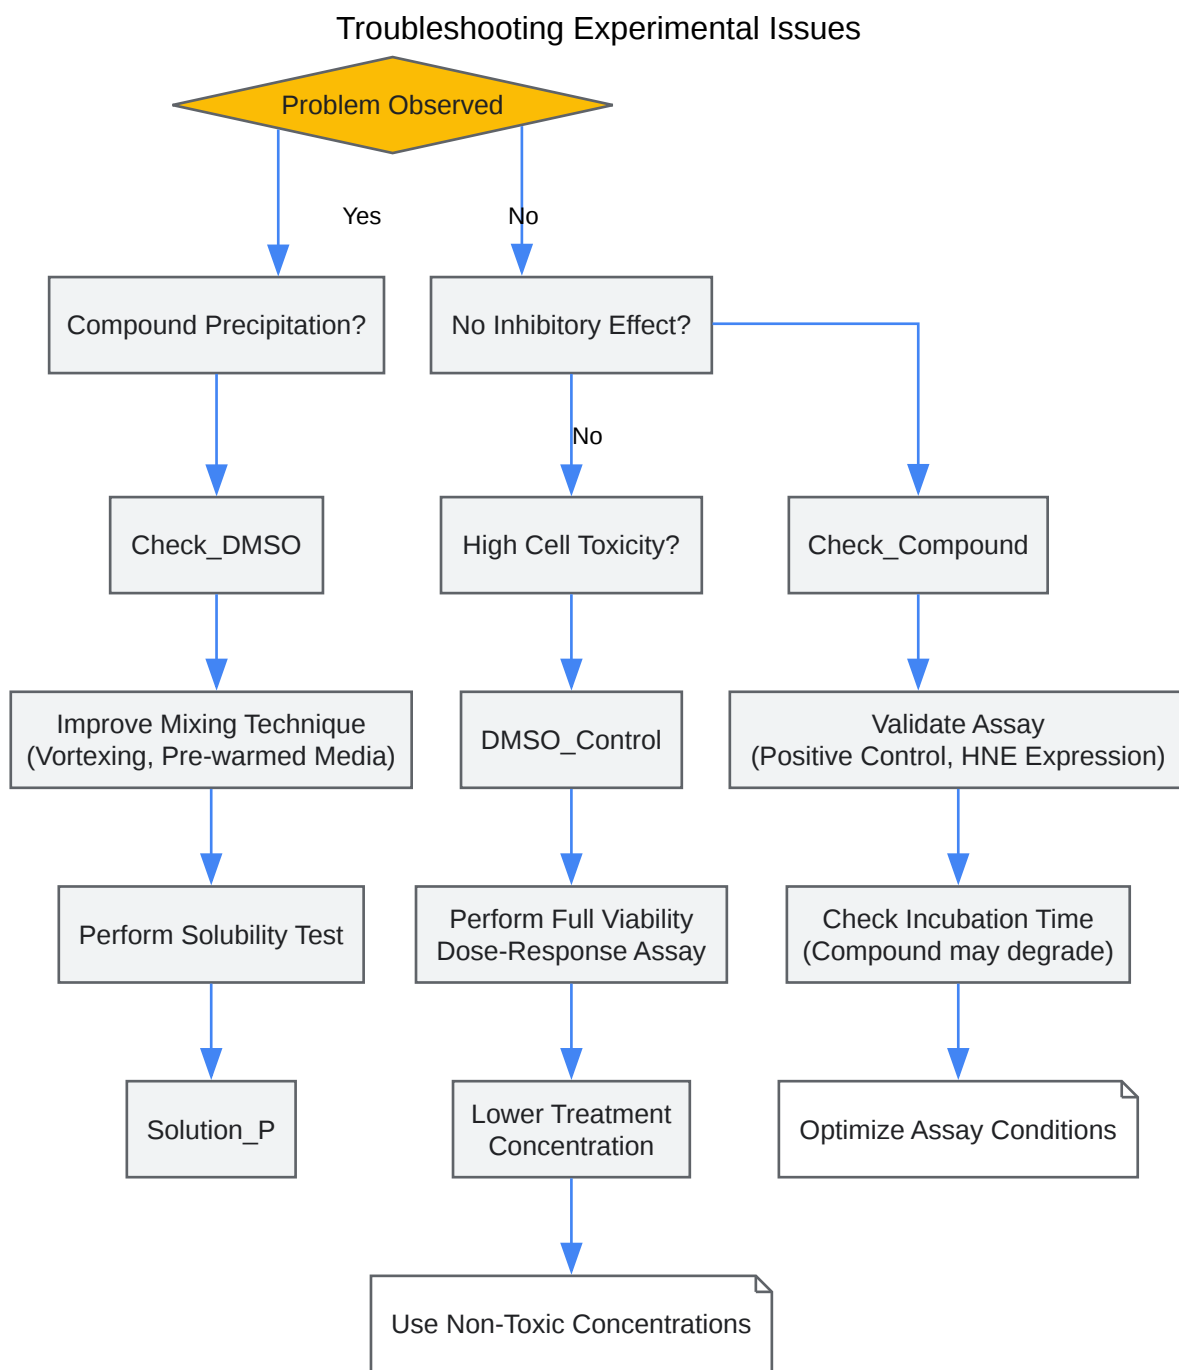 Troubleshooting Experimental Issues
Problem Observed
Yes
No
Compound Precipitation?
No Inhibitory Effect?
No
Check_DMSO
High Cell Toxicity?
Check_Compound
Improve Mixing Technique
(Vortexing, Pre-warmed Media)
DMSO_Control
Validate Assay
(Positive Control, HNE Expression)
Perform Solubility Test
Perform Full Viability
Dose-Response Assay
Check Incubation Time
(Compound may degrade)
Solution_P
Lower Treatment
Concentration
Optimize Assay Conditions
Use Non-Toxic Concentrations